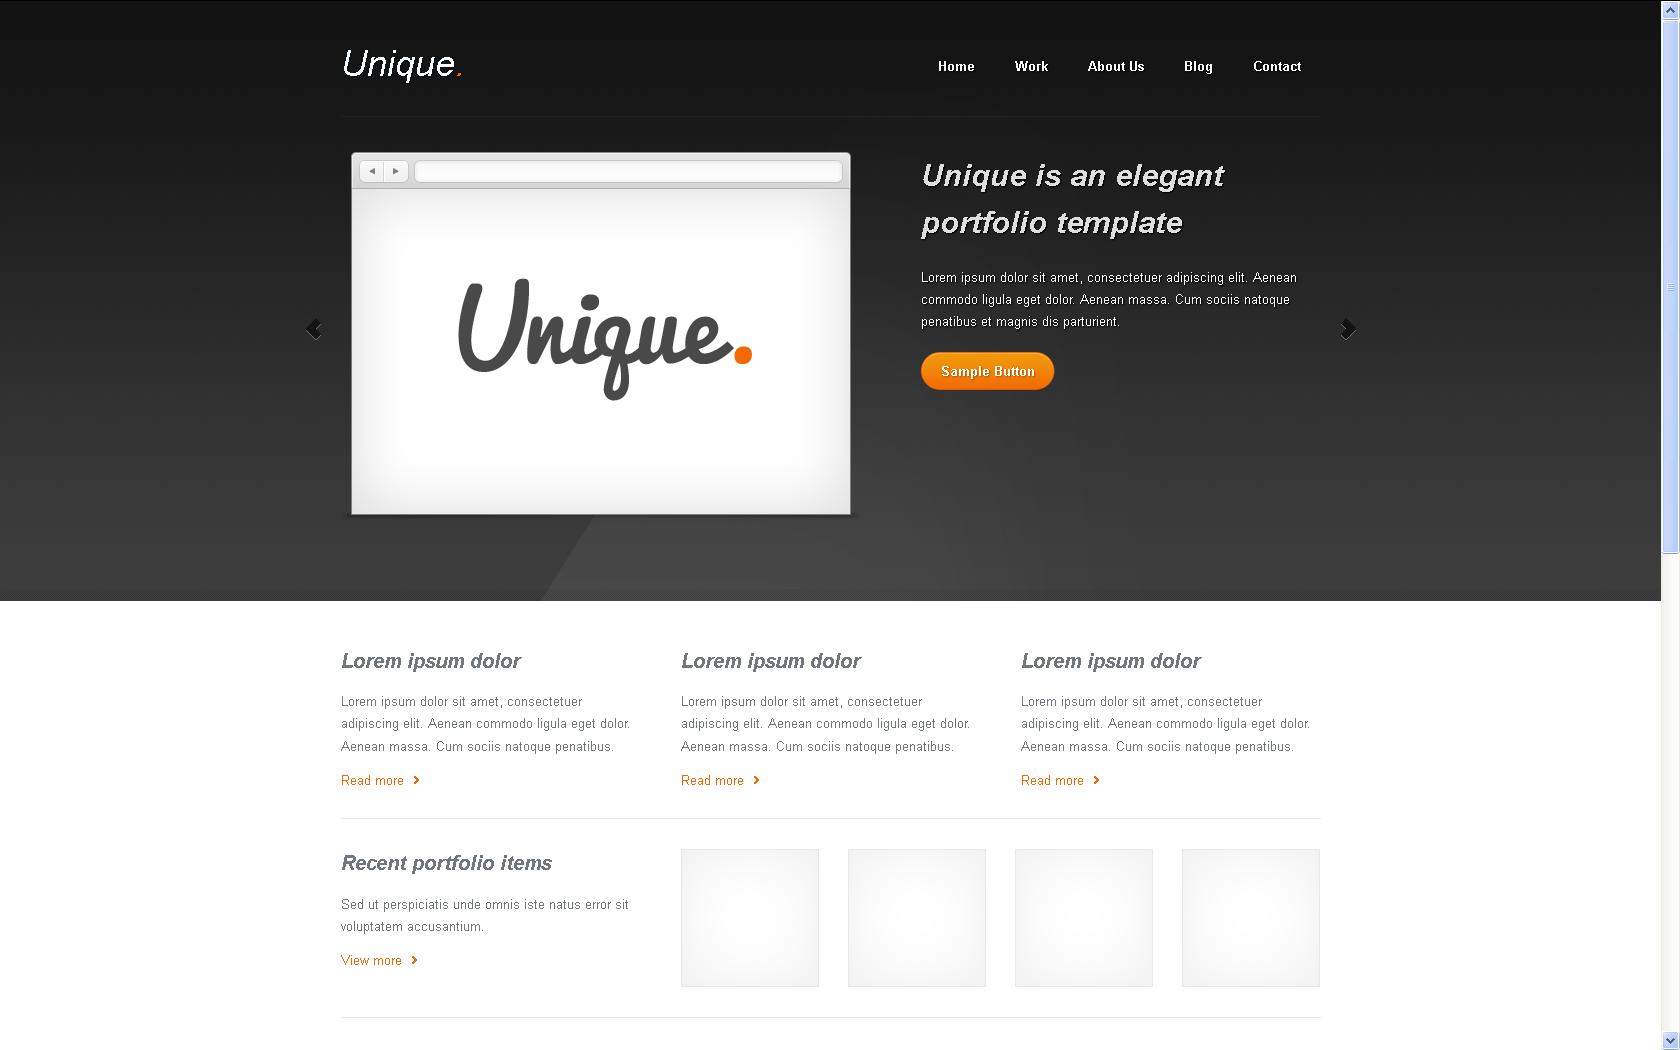 Unique.
Home Work About Us Blog Contact
Unique.
Unique is an elegant
portfolio template
Lorem ipsum dolor sit amet, consectetuer adipiscing elit. Aenean
commodo ligula eget dolor. Aenean massa. Cum sociis natoque
penatibus et magnis dis parturient.
Sample Button
Lorem ipsum dolor
Lorem ipsum dolor sit amet, consectetuer
adipiscing elit. Aenean commodo ligula eget dolor.
Aenean massa. Cum sociis natoque penatibus.
Read more
Lorem ipsum dolor
Lorem ipsum dolor sit amet, consectetuer
adipiscing elit. Aenean commodo ligula eget dolor.
Aenean massa. Cum sociis natoque penatibus.
Read more
Lorem ipsum dolor
Lorem ipsum dolor sit amet, consectetuer
adipiscing elit. Aenean commodo ligula eget dolor.
Aenean massa. Cum sociis natoque penatibus.
Read more
Recent portfolio items
Sed ut perspiciatis unde omnis iste natus error sit
voluptatem accusantium.
View more